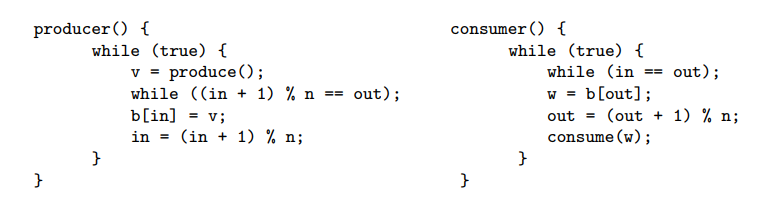 producer() {
while (true) {
v = produce();
while ((in + 1) % n == out);
b[in] = v;
in = (in + 1) % n;
}
}
consumer() {
while (true) {
while (in == out);
w = b[out];
out = (out + 1) % n;
consume(w);
}
}